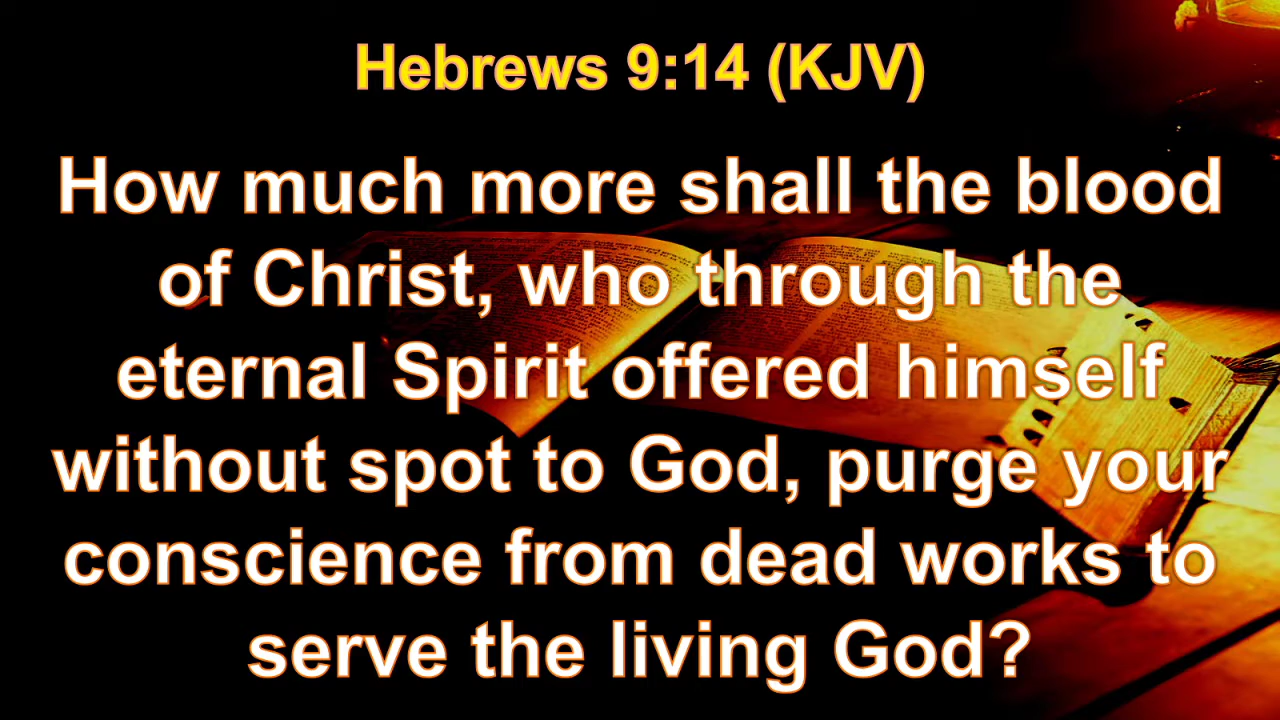 Hebrews 9:14 (KJV)
How much more shall the blood
of Christ, who through the
eternal Spirit offered himself
without spot to God, purge your
conscience from dead works to
serve the living God?